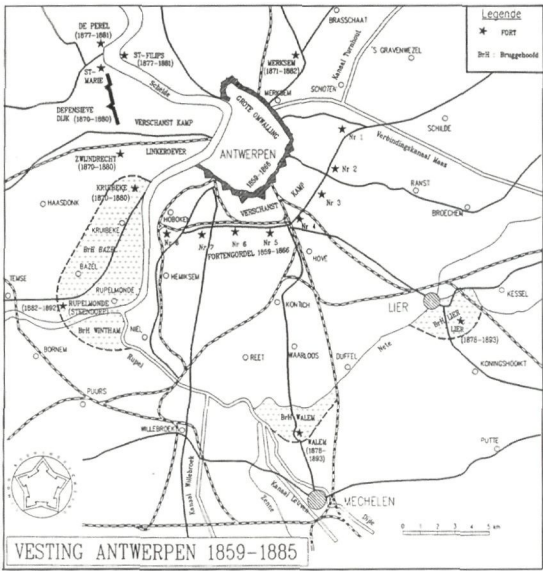 DE PEREL
(1877-1881)
ST-FILIPS
(1877-1881)
ST-
MARIE
DEFENSIEVE
DIJK (1879-1880)
Schelde
VERSCHANST KAMP
LINKEROEVER
ZWIJNDRECHT
(1870-1880)
KRUIBEKE
(1870-1880)
HAASDONK
KRUIBEKE
BrH BAZEL
BAZEL
TEMSE
RUPELMONDE
(1882-1892)
RUPELMONDE
(STEENDORP)
BrH WINTHAM
BORNEM
PUURS
NIEL
Rupel
WILLEBROEK
Kanaal Willebroek
MERKSEM
(1871-1882)
MERKSEM
BRASSCHAAT
'S GRAVENWEZEL
Kanaal Turnhout
SCHOTEN
SCHILDE
Verbindingskanaal Maas
GROTE OMWALLING
ANTWERPEN
1859-1866
VERSCHANST KAMP
Nr 1
Nr 2
Nr 3
Nr 4
Nr 5
Nr 6
Nr 7
Nr 8
FORTENGORDEL 1859-1866
RANST
BROECHEM
HOBOKEN
HEMIKSEM
HOVE
KONTICH
REET
WAARLOOS
DUFFEL
Nete
LIER
BrH LIER
LIER
(1878-1893)
KESSEL
KONINGSHOOIKT
BrH WALEM
WALEM
(1878-
1893)
PUTTE
MECHELEN
Kanaal Leuven
Zenne
Dijle
0 1 2 3 4 5 km
Legende
FORT
BrH : Bruggehoofd
VESTING ANTWERPEN 1859-1885